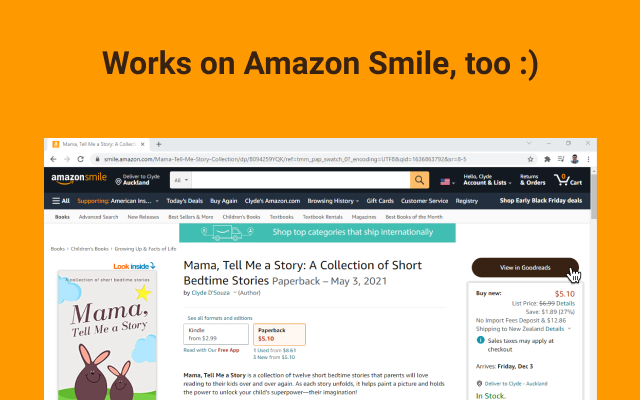 Works on Amazon Smile, too :)
Mama, Tell Me a Story: A Collecti
smile.amazon.com/Mama-Tell-Me-Story-Collection/dp/B094259YQK/ref=tmm_pap_swatch_0?_encoding=UTF8&qid=1636863792&sr=8-5
amazonsmile
Deliver to Clyde
Auckland
All
Hello, Clyde
Account & Lists
Returns
& Orders
0
Cart
All
Supporting: American Ins...
Today's Deals
Buy Again
Clyde's Amazon.com
Browsing History
Gift Cards
Customer Service
Registry
Shop Early Black Friday deals
Books
Advanced Search
New Releases
Best Sellers & More
Children's Books
Textbooks
Textbook Rentals
Magazines
Best Books of the Month
Shop top categories that ship internationally
Books › Children's Books › Growing Up & Facts of Life
Look inside
A collection of short bedtime stories
Mama,
Tell Me a Story
Mama, Tell Me a Story: A Collection of Short
Bedtime Stories Paperback – May 3, 2021
by Clyde D'Souza (Author)
See all formats and editions
Kindle
from $2.99
Paperback
$5.10
Read with Our Free App
1 Used from $8.61
5 New from $5.10
Mama, Tell Me a Story is a collection of twelve short bedtime stories that parents will love
reading to their kids over and over again. As each story unfolds, it helps paint a picture and holds
the power to unlock your child's superpower—their imagination!
View in Goodreads
Buy new:
$5.10
List Price: $6.99 Details
Save: $1.89 (27%)
No Import Fees Deposit & $12.86
Shipping to New Zealand Details
Sales taxes may apply at
checkout
Arrives: Friday, Dec 3
Deliver to Clyde - Auckland
In Stock.